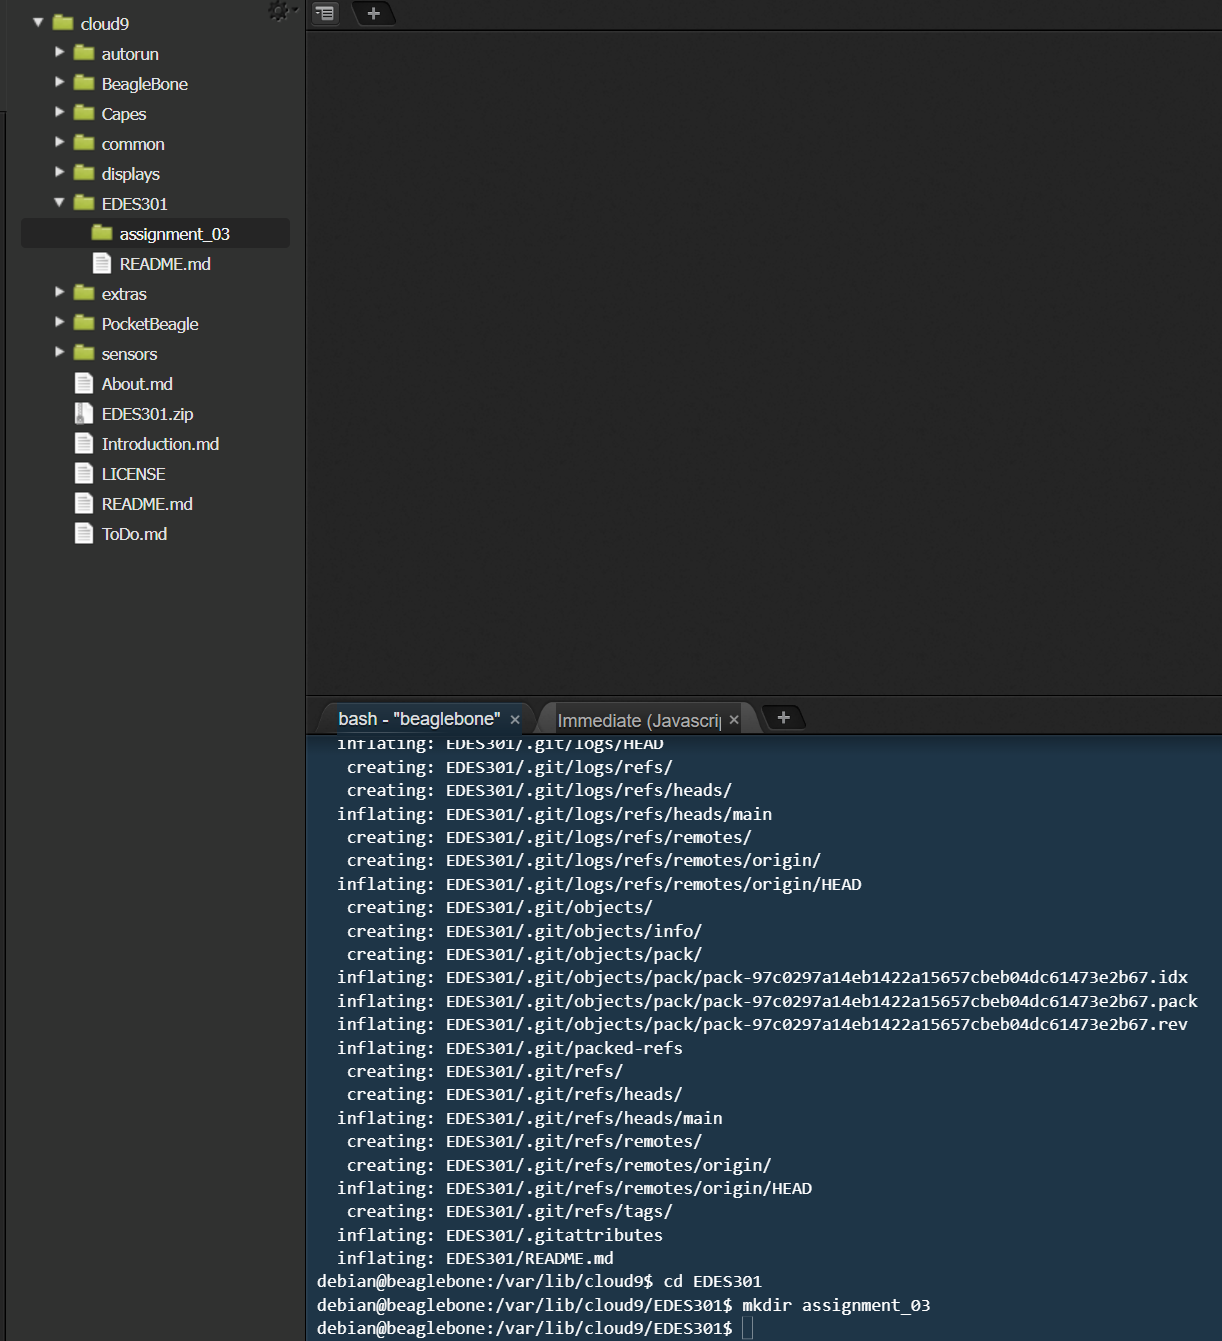 cloud9
autorun
BeagleBone
Capes
common
displays
EDES301
assignment_03
README.md
extras
PocketBeagle
sensors
About.md
EDES301.zip
Introduction.md
LICENSE
README.md
ToDo.md
bash - "beaglebone" × Immediate (Javascrip ×
inflating: EDES301/.git/logs/HEAD
creating: EDES301/.git/logs/refs/
creating: EDES301/.git/logs/refs/heads/
inflating: EDES301/.git/logs/refs/heads/main
creating: EDES301/.git/logs/refs/remotes/
creating: EDES301/.git/logs/refs/remotes/origin/
inflating: EDES301/.git/logs/refs/remotes/origin/HEAD
creating: EDES301/.git/objects/
creating: EDES301/.git/objects/info/
creating: EDES301/.git/objects/pack/
inflating: EDES301/.git/objects/pack/pack-97c0297a14eb1422a15657cbeb04dc61473e2b67.idx
inflating: EDES301/.git/objects/pack/pack-97c0297a14eb1422a15657cbeb04dc61473e2b67.pack
inflating: EDES301/.git/objects/pack/pack-97c0297a14eb1422a15657cbeb04dc61473e2b67.rev
inflating: EDES301/.git/packed-refs
creating: EDES301/.git/refs/
creating: EDES301/.git/refs/heads/
inflating: EDES301/.git/refs/heads/main
creating: EDES301/.git/refs/remotes/
creating: EDES301/.git/refs/remotes/origin/
inflating: EDES301/.git/refs/remotes/origin/HEAD
creating: EDES301/.git/refs/tags/
inflating: EDES301/.gitattributes
inflating: EDES301/README.md
debian@beaglebone:/var/lib/cloud9$ cd EDES301
debian@beaglebone:/var/lib/cloud9/EDES301$ mkdir assignment_03
debian@beaglebone:/var/lib/cloud9/EDES301$